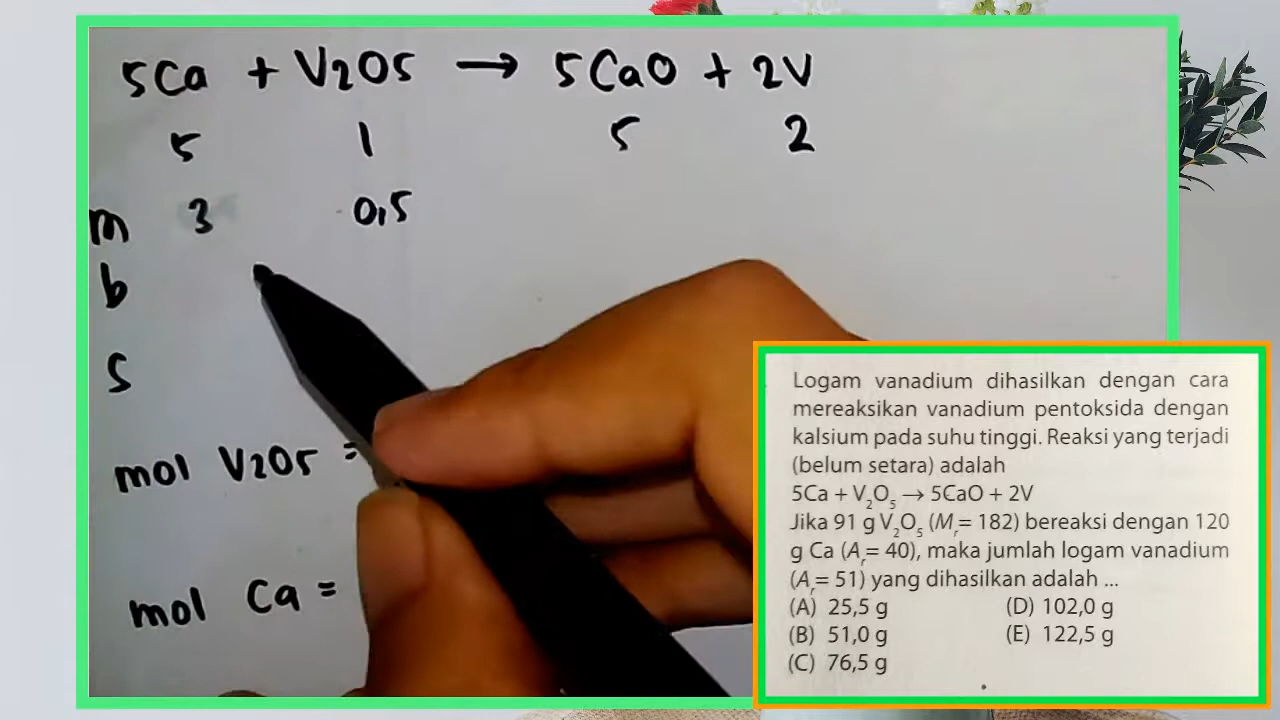 5Ca + V2O5 → 5CaO + 2V
5 1 5 2
m 3 0,5
b
s
mol V2O5 =
mol Ca =
Logam vanadium dihasilkan dengan cara
mereaksikan vanadium pentoksida dengan
kalsium pada suhu tinggi. Reaksi yang terjadi
(belum setara) adalah
5Ca + V₂O₅ → 5CaO + 2V
Jika 91 g V₂O₅ (Mᵣ = 182) bereaksi dengan 120
g Ca (Aᵣ = 40), maka jumlah logam vanadium
(Aᵣ = 51) yang dihasilkan adalah ...
(A) 25,5 g (D) 102,0 g
(B) 51,0 g (E) 122,5 g
(C) 76,5 g